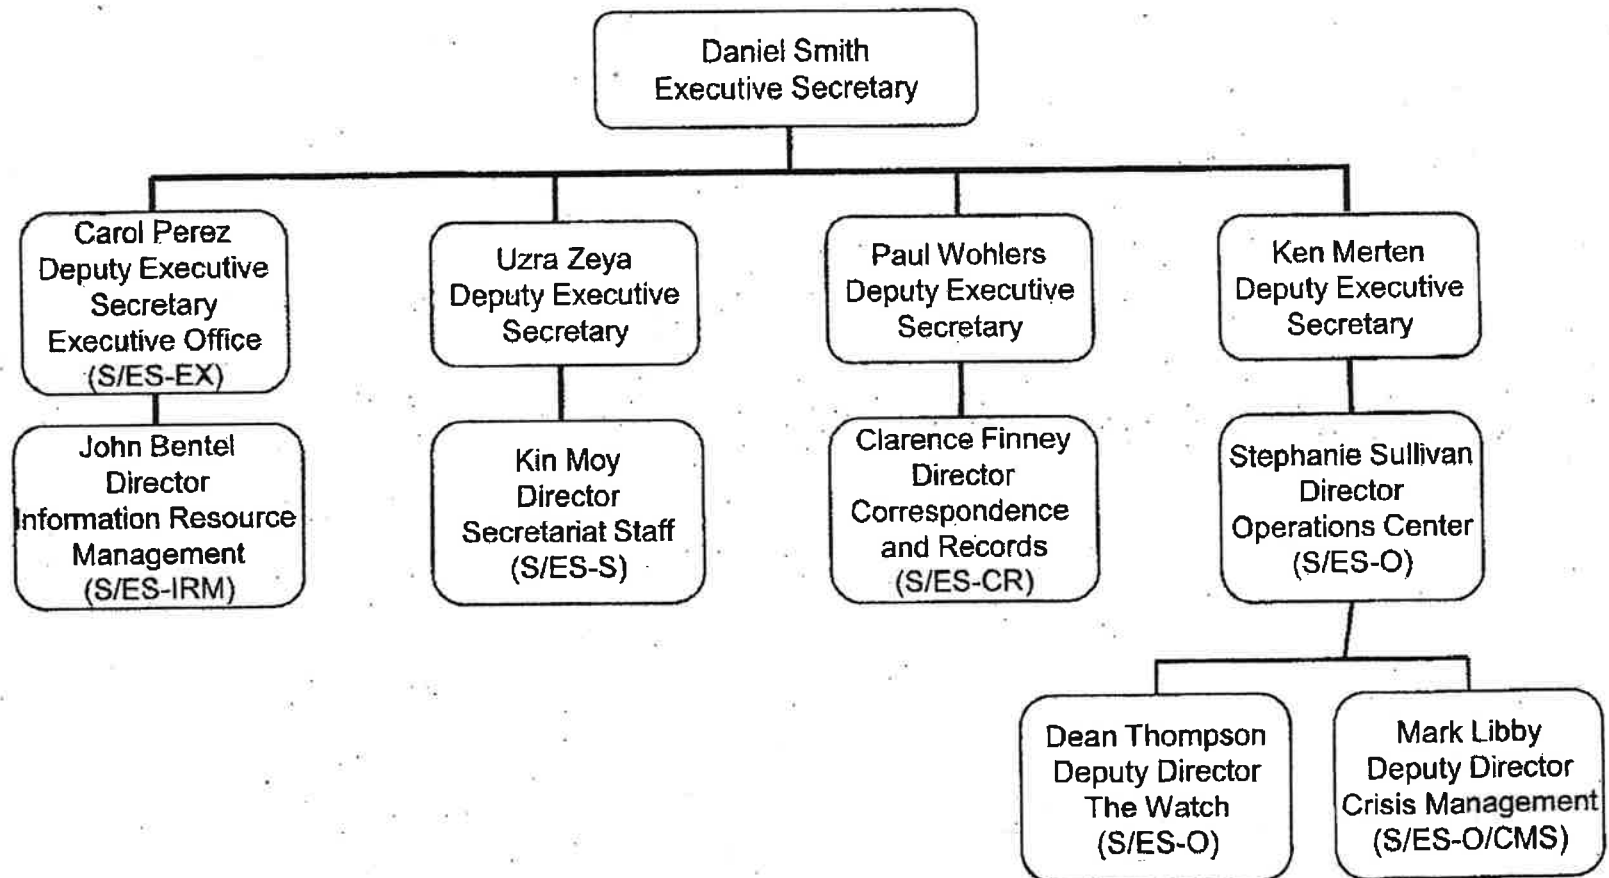 Daniel Smith
Executive Secretary
Carol Perez
Deputy Executive
Secretary
Executive Office
(S/ES-EX)
Uzra Zeya
Deputy Executive
Secretary
Paul Wohlers
Deputy Executive
Secretary
Ken Merten
Deputy Executive
Secretary
John Bentel
Director
Information Resource
Management
(S/ES-IRM)
Kin Moy
Director
Secretariat Staff
(S/ES-S)
Clarence Finney
Director
Correspondence
and Records
(S/ES-CR)
Stephanie Sullivan
Director
Operations Center
(S/ES-O)
Dean Thompson
Deputy Director
The Watch
(S/ES-O)
Mark Libby
Deputy Director
Crisis Management
(S/ES-O/CMS)